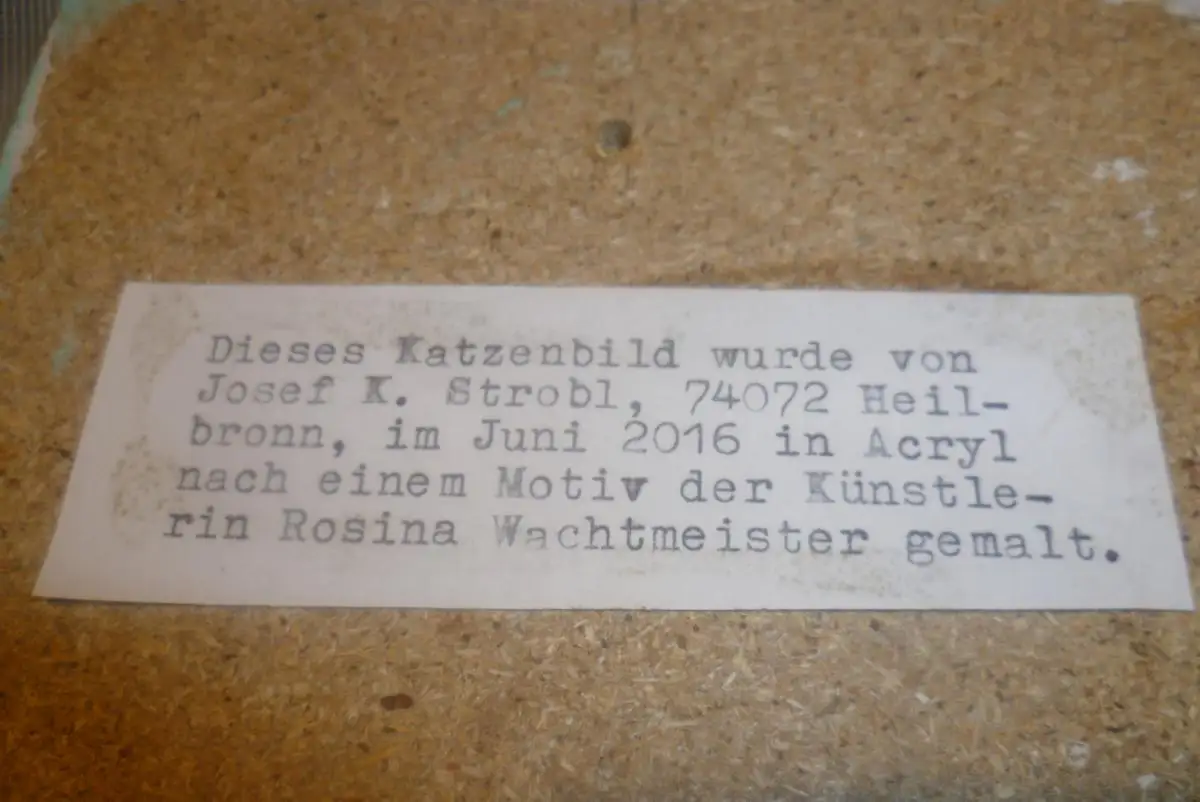 Dieses Katzenbild wurde von
Josef K. Strobl, 74072 Heil-
bronn, im Juni 2016 in Acryl
nach einem Motiv der Künstle-
rin Rosina Wachtmeister gemalt.